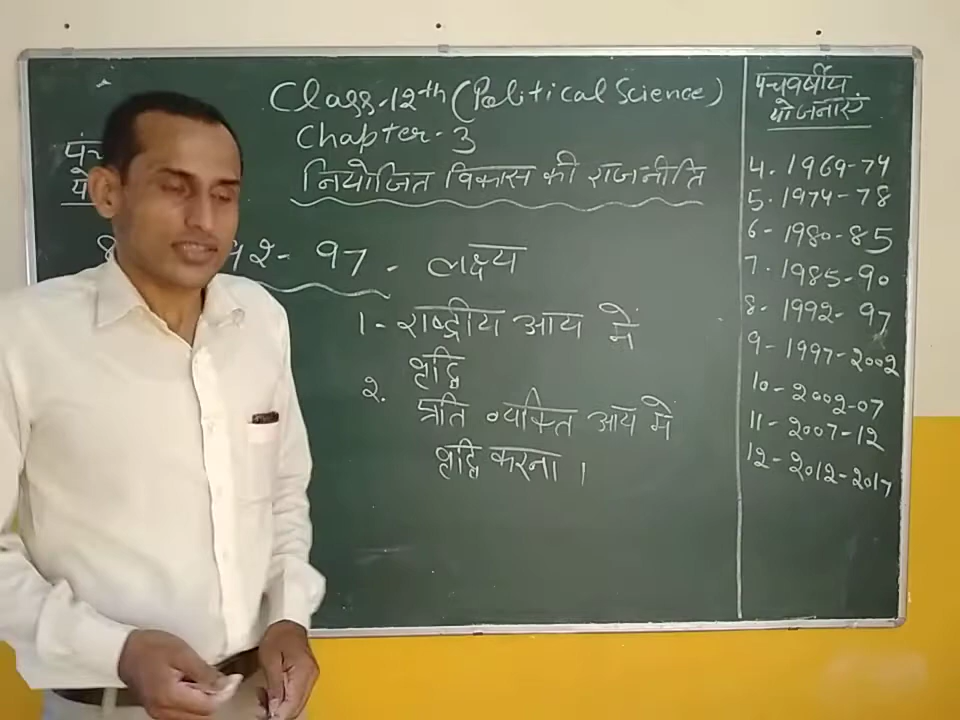 Class-12th (Political Science)
Chapter-3
नियोजित विकास की राजनीति
97 - लक्ष्य
1- राष्ट्रीय आय में
वृद्धि
2.
प्रति व्यक्ति आय में
वृद्धि करना ।
पंचवर्षीय
योजनाएं
4. 1969-74
5. 1974-78
6- 1980-85
7. 1985-90
8- 1992-97
9- 1997-2002
10- 2002-07
11- 2007-12
12- 2012-2017